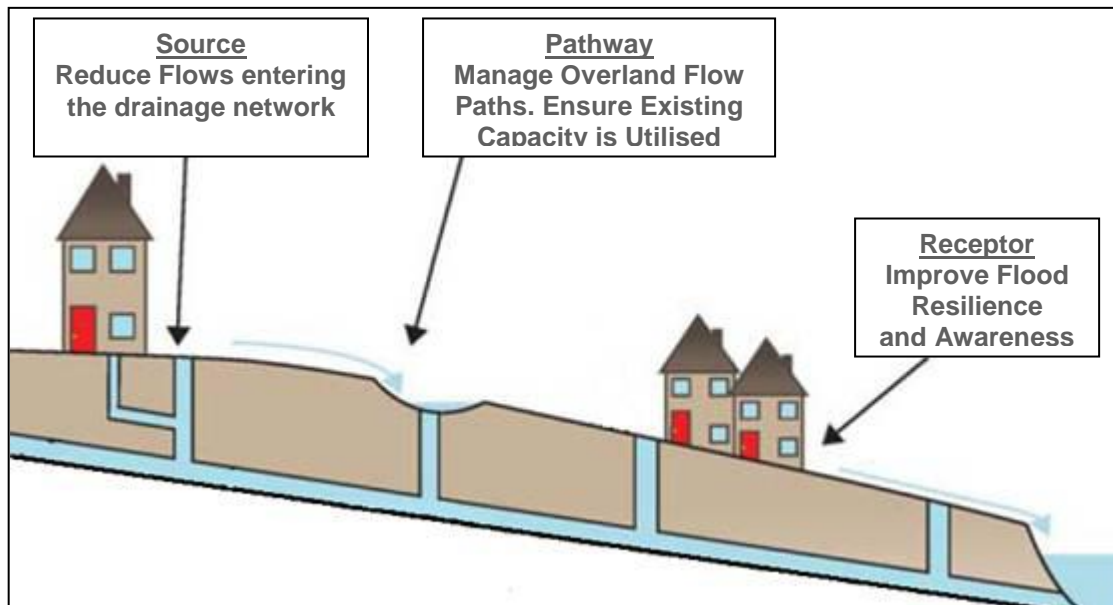 Source
Reduce Flows entering
the drainage network
Pathway
Manage Overland Flow
Paths. Ensure Existing
Capacity is Utilised
Receptor
Improve Flood
Resilience
and Awareness